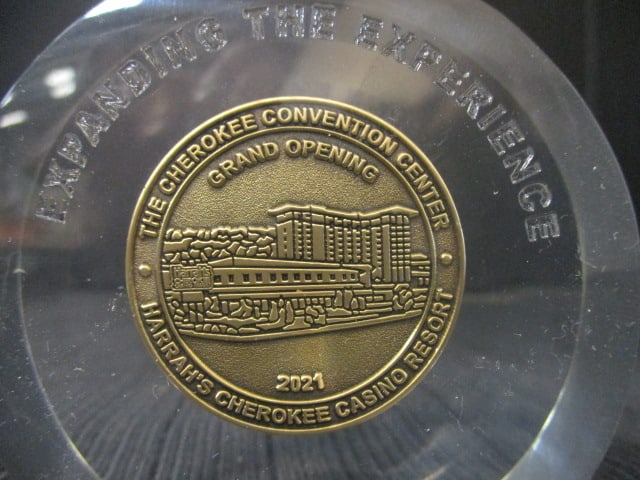 EXPANDING THE EXPERIENCE
THE CHEROKEE CONVENTION CENTER
GRAND OPENING
2021
HARRAH'S CHEROKEE CASINO RESORT